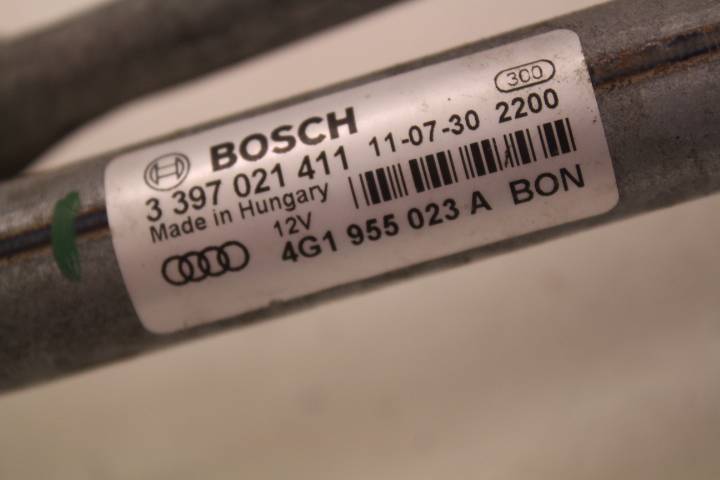 300
BOSCH
3 397 021 411 11-07-30 2200
Made in Hungary
12V
4G1 955 023 A BON